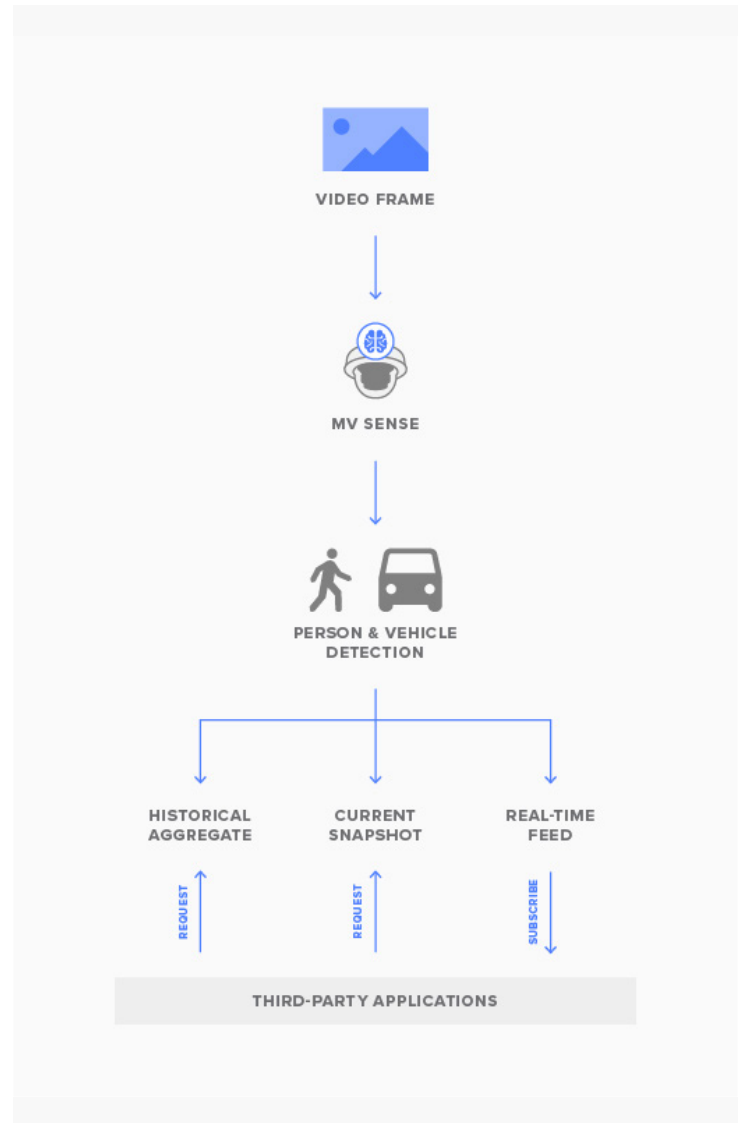 VIDEO FRAME
MV SENSE
PERSON & VEHICLE
DETECTION
HISTORICAL
AGGREGATE
CURRENT
SNAPSHOT
REAL-TIME
FEED
REQUEST
REQUEST
SUBSCRIBE
THIRD-PARTY APPLICATIONS